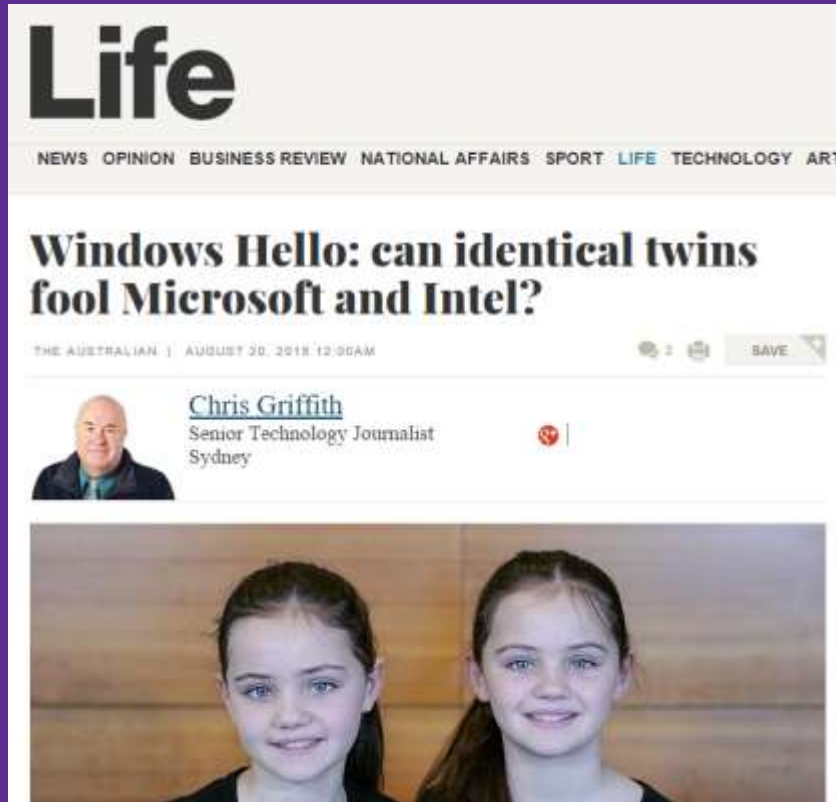 Life
NEWS OPINION BUSINESS REVIEW NATIONAL AFFAIRS SPORT LIFE TECHNOLOGY ART
Windows Hello: can identical twins
fool Microsoft and Intel?
THE AUSTRALIAN | AUGUST 20, 2015 12:00AM
SAVE
Chris Griffith
Senior Technology Journalist
Sydney
g+